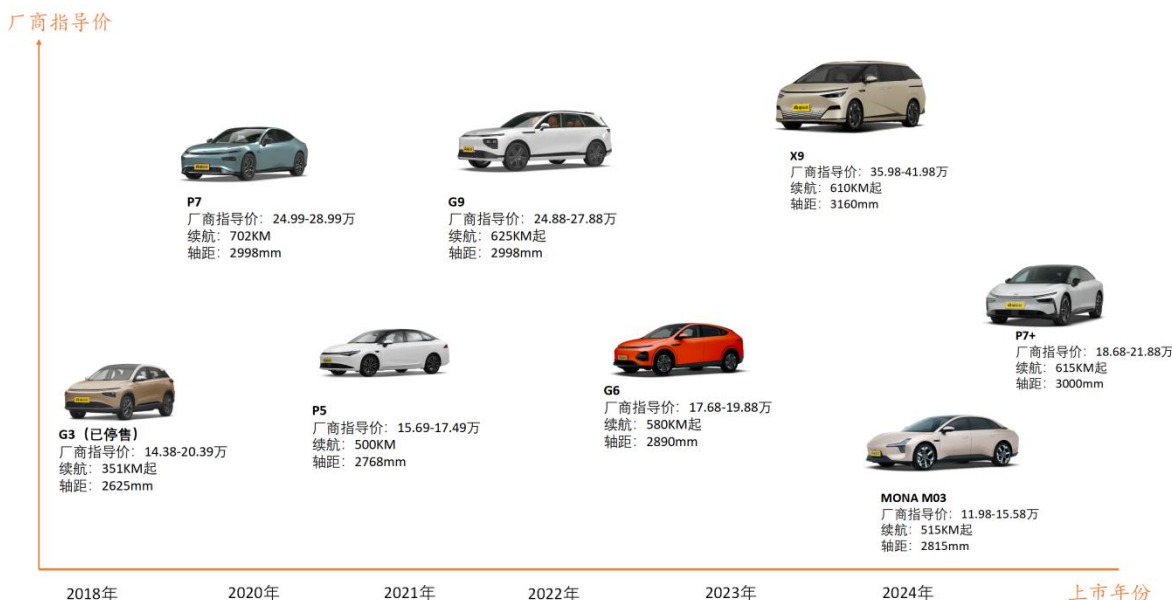 厂商指导价
X9
厂商指导价：35.98-41.98万
续航：610KM起
轴距：3160mm
P7
厂商指导价：24.99-28.99万
续航：702KM
轴距：2998mm
G9
厂商指导价：24.88-27.88万
续航：625KM起
轴距：2998mm
P7+
厂商指导价：18.68-21.88万
续航：615KM起
轴距：3000mm
G6
厂商指导价：17.68-19.88万
续航：580KM起
轴距：2890mm
P5
厂商指导价：15.69-17.49万
续航：500KM
轴距：2768mm
G3（已停售）
厂商指导价：14.38-20.39万
续航：351KM起
轴距：2625mm
MONA M03
厂商指导价：11.98-15.58万
续航：515KM起
轴距：2815mm
2018年
2020年
2021年
2022年
2023年
2024年
上市年份